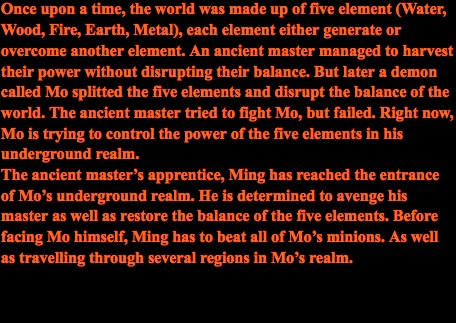 Once upon a time, the world was made up of five element (Water,
Wood, Fire, Earth, Metal), each element either generate or
overcome another element. An ancient master managed to harvest
their power without disrupting their balance. But later a demon
called Mo splitted the five elements and disrupt the balance of the
world. The ancient master tried to fight Mo, but failed. Right now,
Mo is trying to control the power of the five elements in his
underground realm.
The ancient master’s apprentice, Ming has reached the entrance
of Mo’s underground realm. He is determined to avenge his
master as well as restore the balance of the five elements. Before
facing Mo himself, Ming has to beat all of Mo’s minions. As well
as travelling through several regions in Mo’s realm.